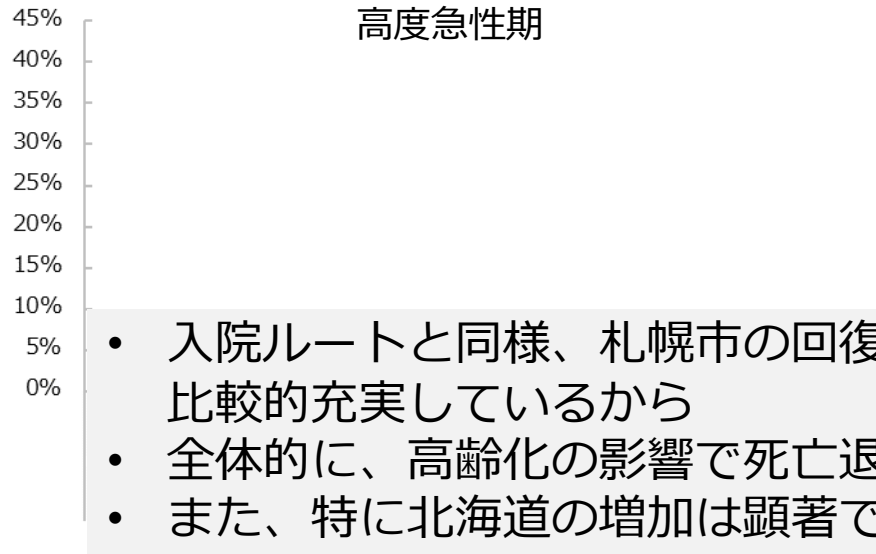 高度急性期
45%
40%
35%
30%
25%
20%
15%
10%
5%
0%
• 入院ルートと同様、札幌市の回復
比較的充実しているから
• 全体的に、高齢化の影響で死亡退
• また、特に北海道の増加は顕著で